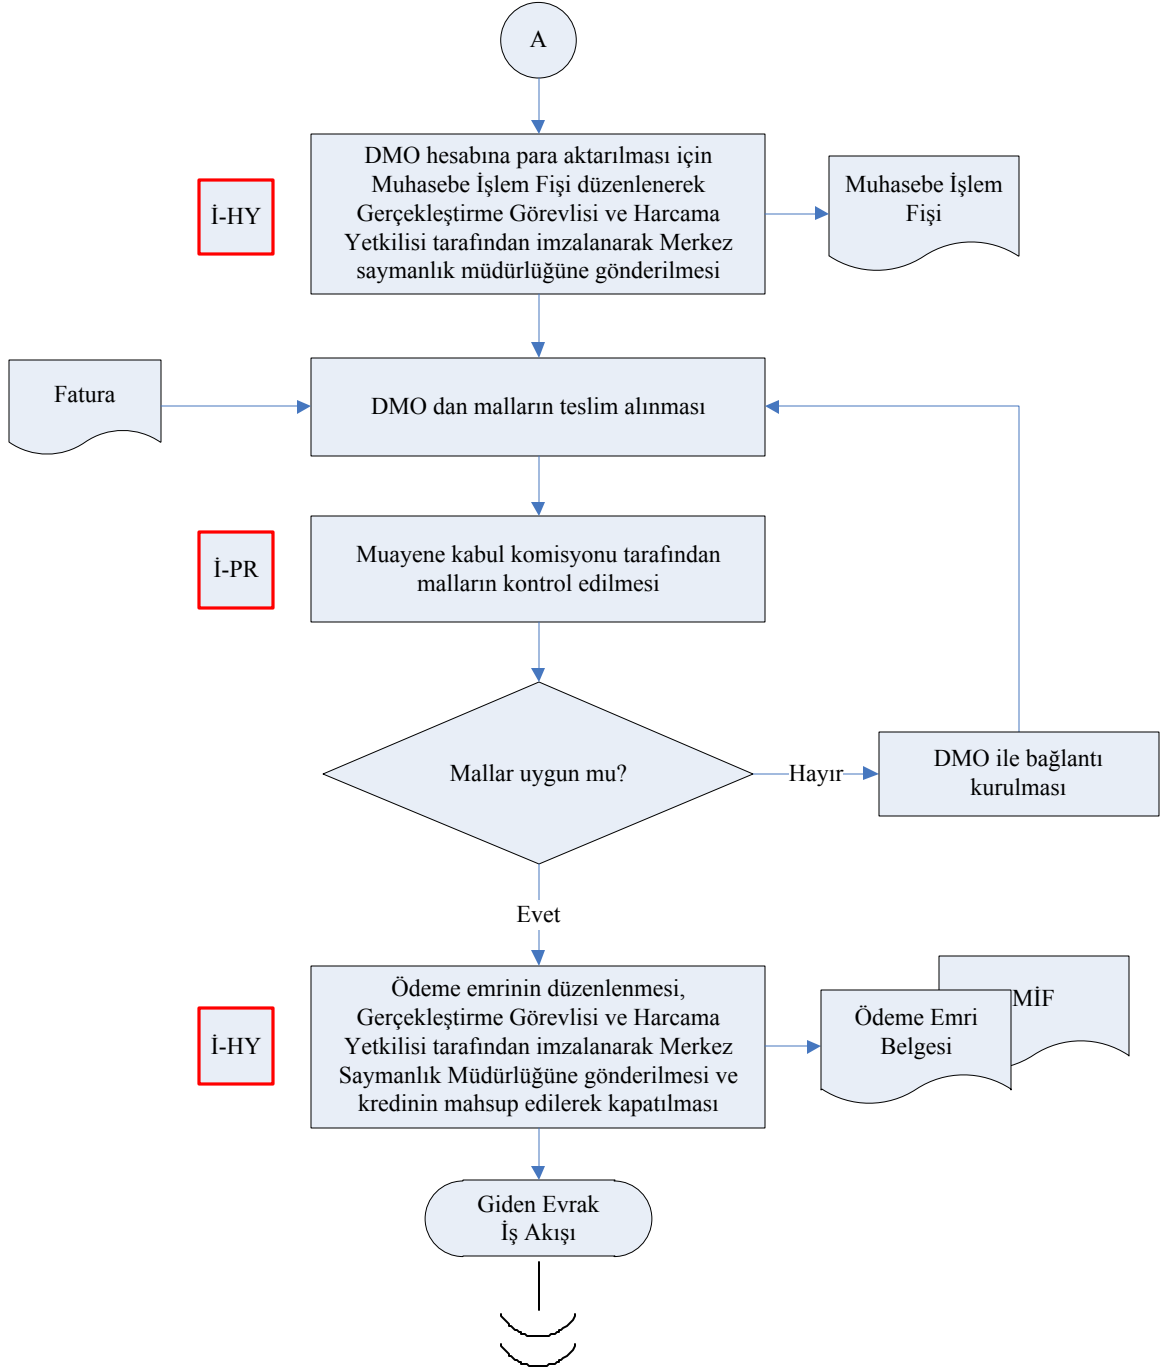 A
DMO hesabına para aktarılması için
Muhasebe İşlem Fişi düzenlenerek
Gerçekleştirme Görevlisi ve Harcama
Yetkilisi tarafından imzalanarak Merkez
saymanlık müdürlüğüne gönderilmesi
İ-HY
Muhasebe İşlem
Fişi
Fatura
DMO dan malların teslim alınması
İ-PR
Muayene kabul komisyonu tarafından
malların kontrol edilmesi
Mallar uygun mu?
Hayır
DMO ile bağlantı
kurulması
Evet
İ-HY
Ödeme emrinin düzenlenmesi,
Gerçekleştirme Görevlisi ve Harcama
Yetkilisi tarafından imzalanarak Merkez
Saymanlık Müdürlüğüne gönderilmesi ve
kredinin mahsup edilerek kapatılması
MİF
Ödeme Emri
Belgesi
Giden Evrak
İş Akışı